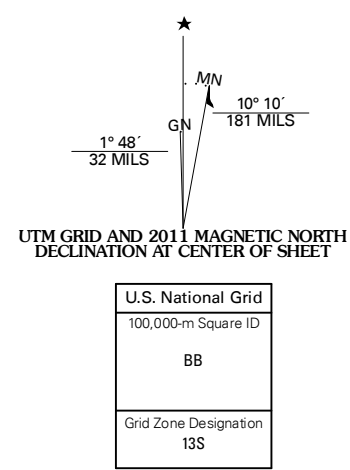 ★
MN
GN
10° 10´
181 MILS
1° 48´
32 MILS
UTM GRID AND 2011 MAGNETIC NORTH
DECLINATION AT CENTER OF SHEET
U.S. National Grid
100,000-m Square ID
BB
Grid Zone Designation
13S